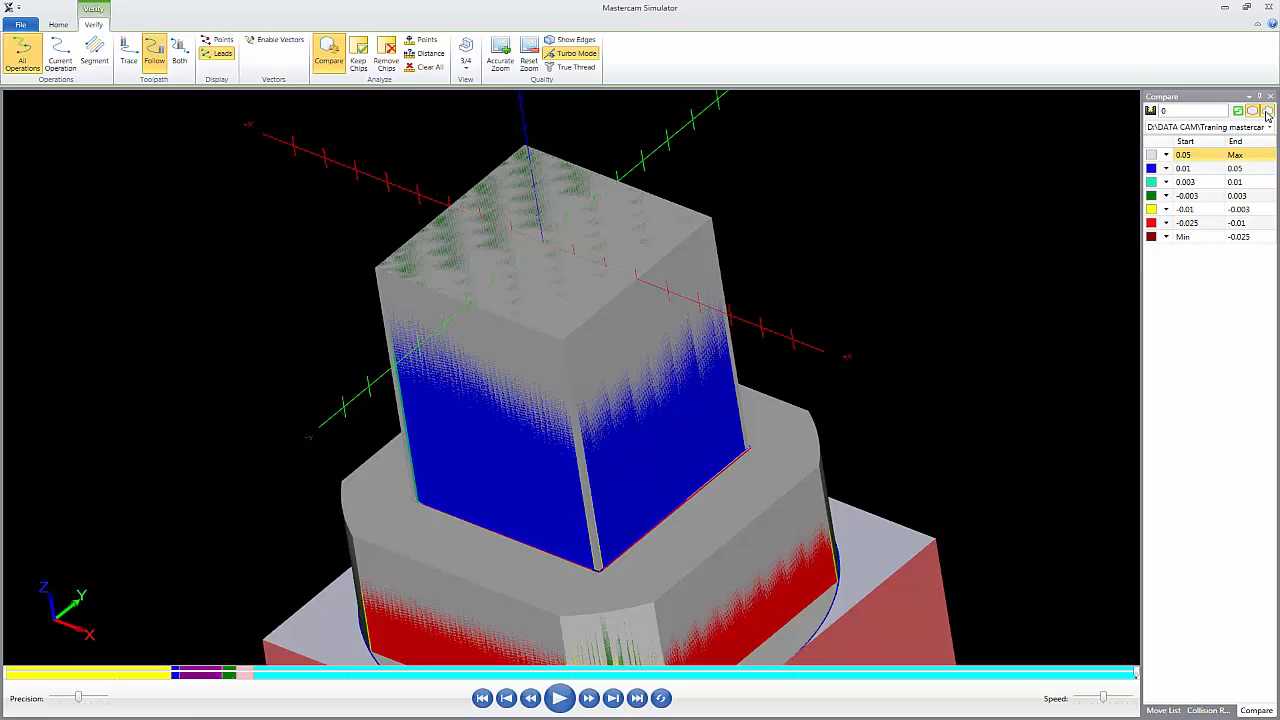 Verify
Mastercam Simulator
File
Home
Verify
All Operations
Current Operation
Segment
Trace
Follow
Both
Points
Leads
Enable Vectors
Compare
Keep Chips
Remove Chips
Points
Distance
Clear All
3/4
Accurate Zoom
Reset Zoom
Show Edges
Turbo Mode
True Thread
Operations
Toolpath
Display
Vectors
Analyze
View
Quality
Compare
0
D:\DATA CAM\Traning mastercar
Start End
0.05 Max
0.01 0.05
0.003 0.01
-0.003 0.003
-0.01 -0.003
-0.025 -0.01
Min -0.025
-X
+X
-Y
Z
Y
X
Precision:
Speed:
Move List
Collision R...
Compare